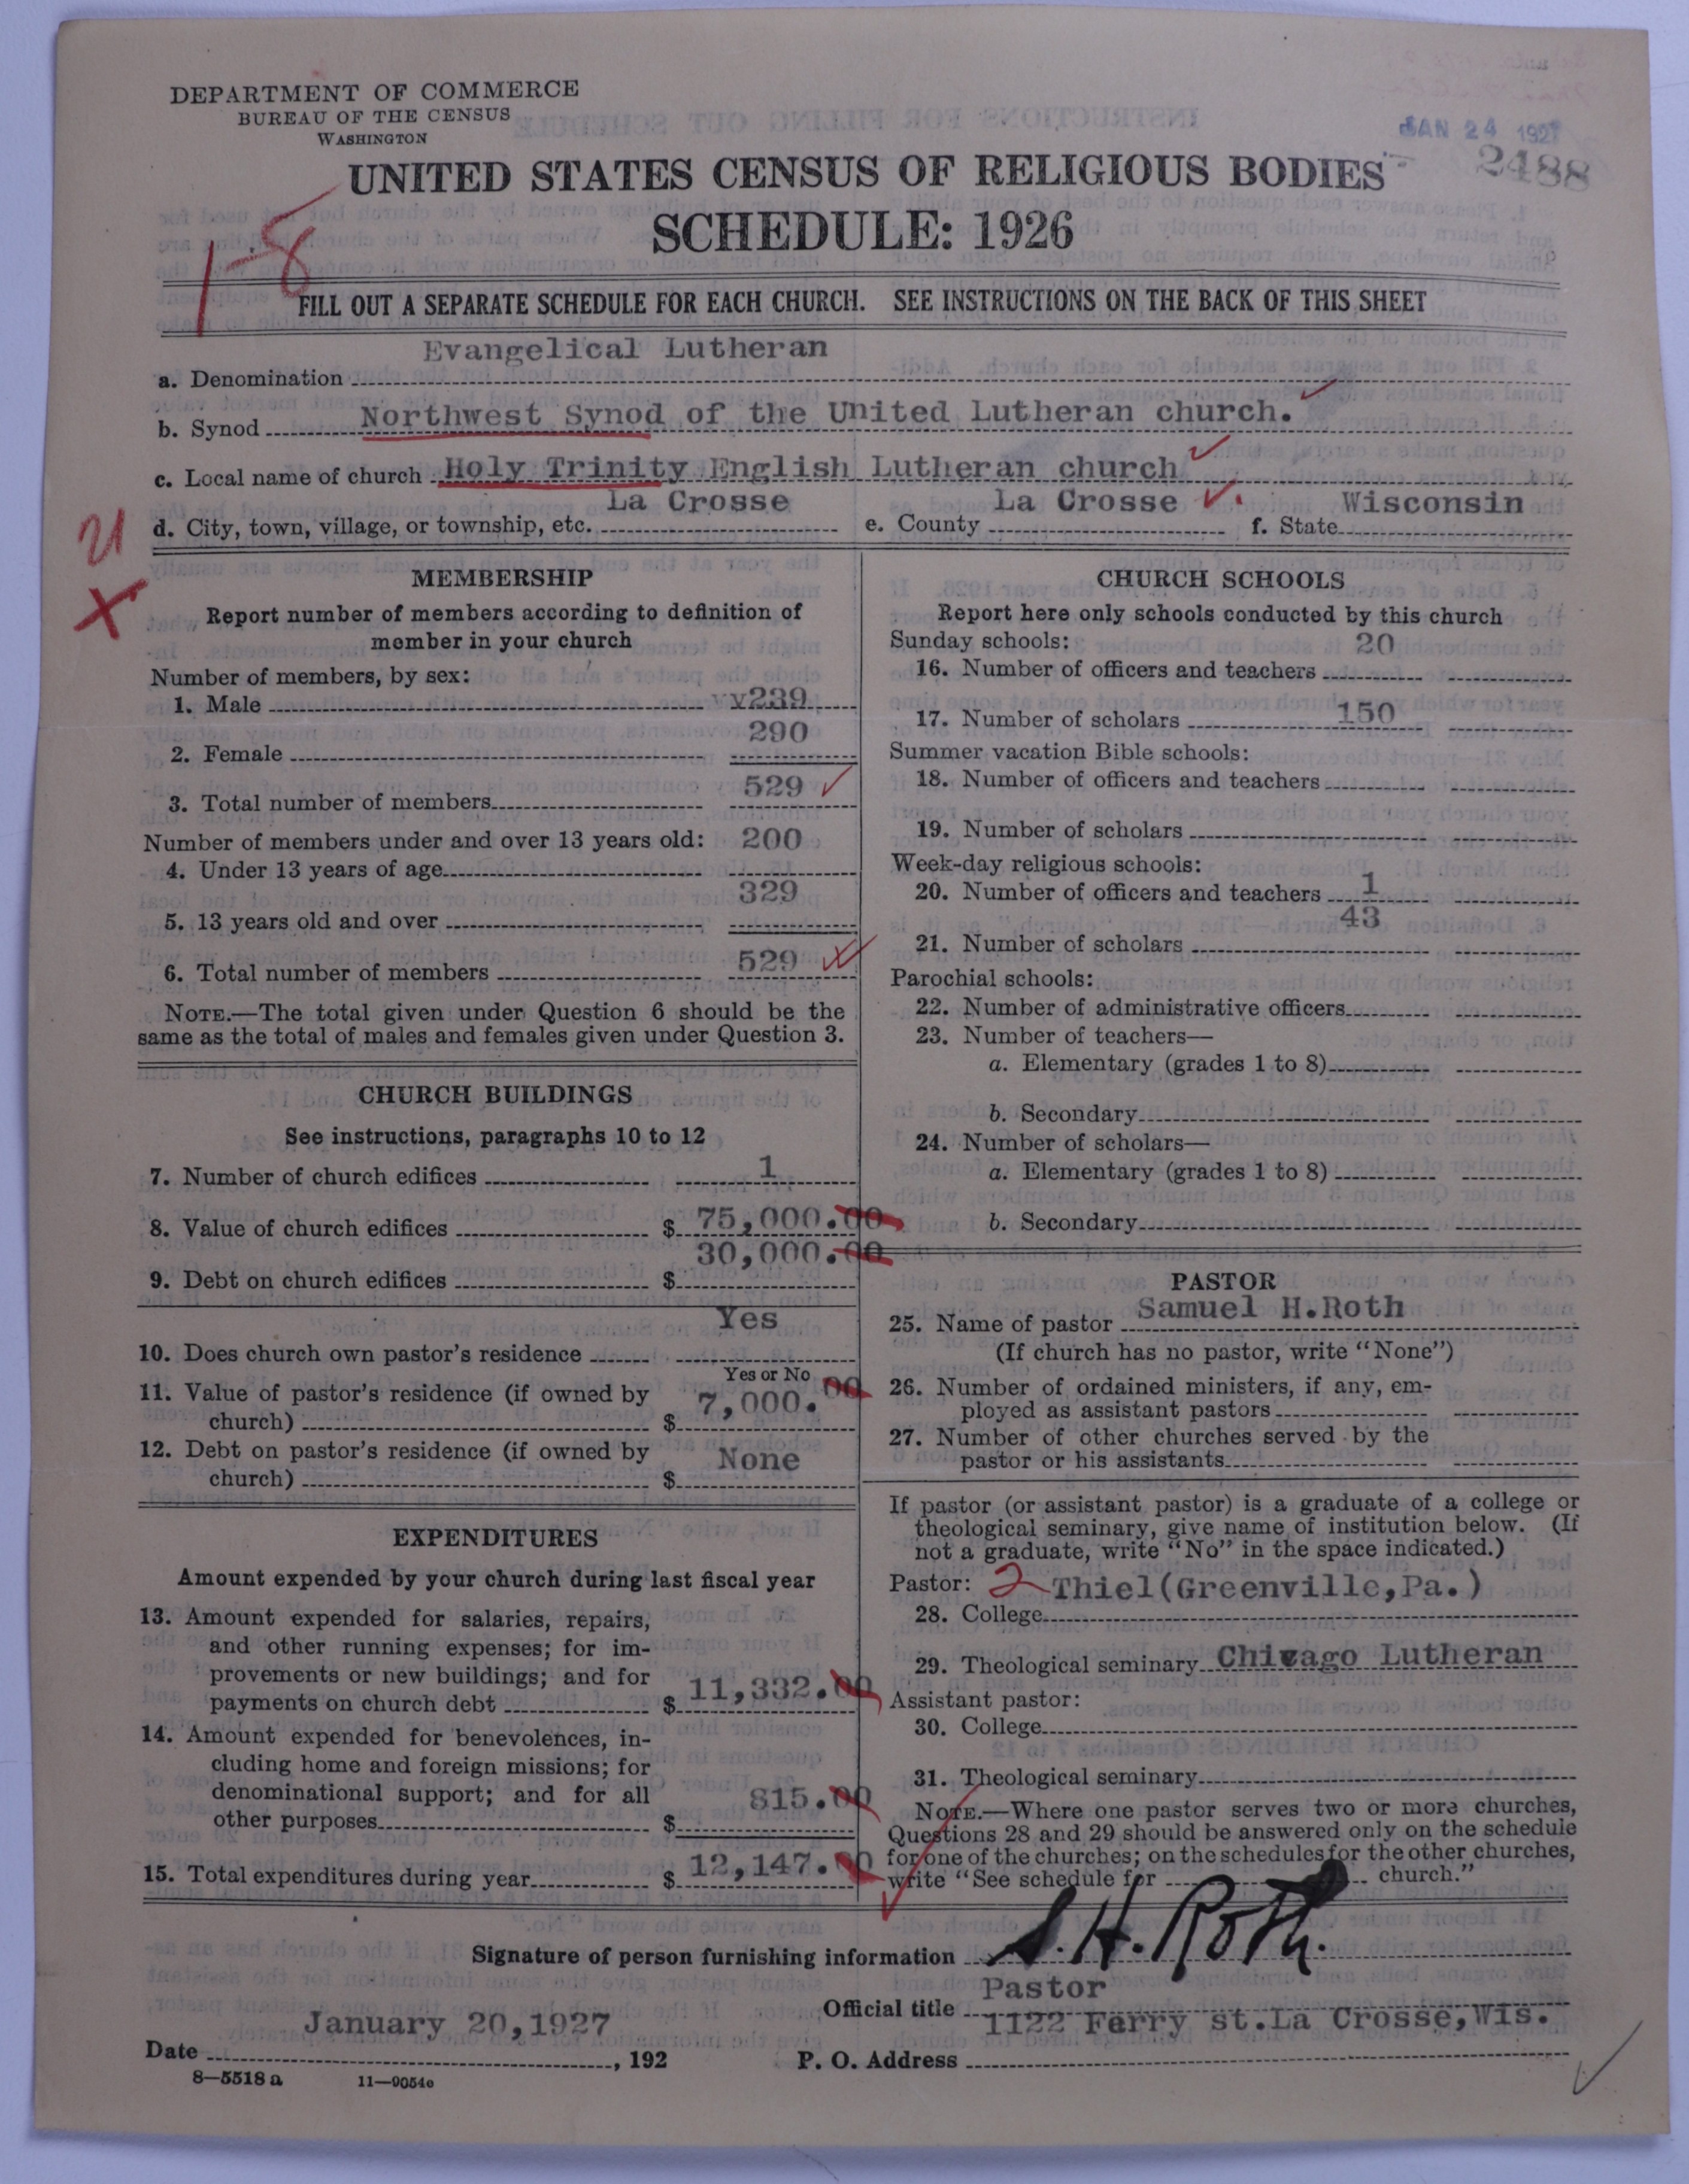 DEPARTMENT OF COMMERCE
BUREAU OF THE CENSUS
WASHINGTON
JAN 24 1927
2488
UNITED STATES CENSUS OF RELIGIOUS BODIES
SCHEDULE: 1926
1-8
FILL OUT A SEPARATE SCHEDULE FOR EACH CHURCH. SEE INSTRUCTIONS ON THE BACK OF THIS SHEET
a. Denomination Evangelical Lutheran
b. Synod Northwest Synod of the United Lutheran church.
c. Local name of church Holy Trinity English Lutheran church
d. City, town, village, or township, etc. La Crosse e. County La Crosse f. State Wisconsin
21
X
MEMBERSHIP
Report number of members according to definition of
member in your church
Number of members, by sex:
1. Male 239
2. Female 290
3. Total number of members 529
Number of members under and over 13 years old:
4. Under 13 years of age 200
5. 13 years old and over 329
6. Total number of members 529
NOTE.—The total given under Question 6 should be the
same as the total of males and females given under Question 3.
CHURCH BUILDINGS
See instructions, paragraphs 10 to 12
7. Number of church edifices 1
8. Value of church edifices $ 75,000.00
9. Debt on church edifices $ 30,000.00
10. Does church own pastor's residence Yes
Yes or No
11. Value of pastor's residence (if owned by
church) $ 7,000.00
12. Debt on pastor's residence (if owned by
church) $ None
EXPENDITURES
Amount expended by your church during last fiscal year
13. Amount expended for salaries, repairs,
and other running expenses; for im-
provements or new buildings; and for
payments on church debt $ 11,332.00
14. Amount expended for benevolences, in-
cluding home and foreign missions; for
denominational support; and for all
other purposes $ 815.00
15. Total expenditures during year $ 12,147.00
CHURCH SCHOOLS
Report here only schools conducted by this church
Sunday schools:
16. Number of officers and teachers 20
17. Number of scholars 150
Summer vacation Bible schools:
18. Number of officers and teachers
19. Number of scholars
Week-day religious schools:
20. Number of officers and teachers 1
21. Number of scholars 43
Parochial schools:
22. Number of administrative officers
23. Number of teachers—
a. Elementary (grades 1 to 8)
b. Secondary
24. Number of scholars—
a. Elementary (grades 1 to 8)
b. Secondary
PASTOR
25. Name of pastor Samuel H.Roth
(If church has no pastor, write "None")
26. Number of ordained ministers, if any, em-
ployed as assistant pastors
27. Number of other churches served by the
pastor or his assistants
If pastor (or assistant pastor) is a graduate of a college or
theological seminary, give name of institution below. (If
not a graduate, write "No" in the space indicated.)
Pastor: 2
28. College Thiel(Greenville,Pa.)
29. Theological seminary Chicago Lutheran
Assistant pastor:
30. College
31. Theological seminary
NOTE.—Where one pastor serves two or more churches,
Questions 28 and 29 should be answered only on the schedule
for one of the churches; on the schedules for the other churches,
write "See schedule for church."
Signature of person furnishing information S. H. Roth.
Official title Pastor
Date January 20,1927, 192
P. O. Address 1122 Ferry st.La Crosse,Wis.
8—5518 a 11—9054e